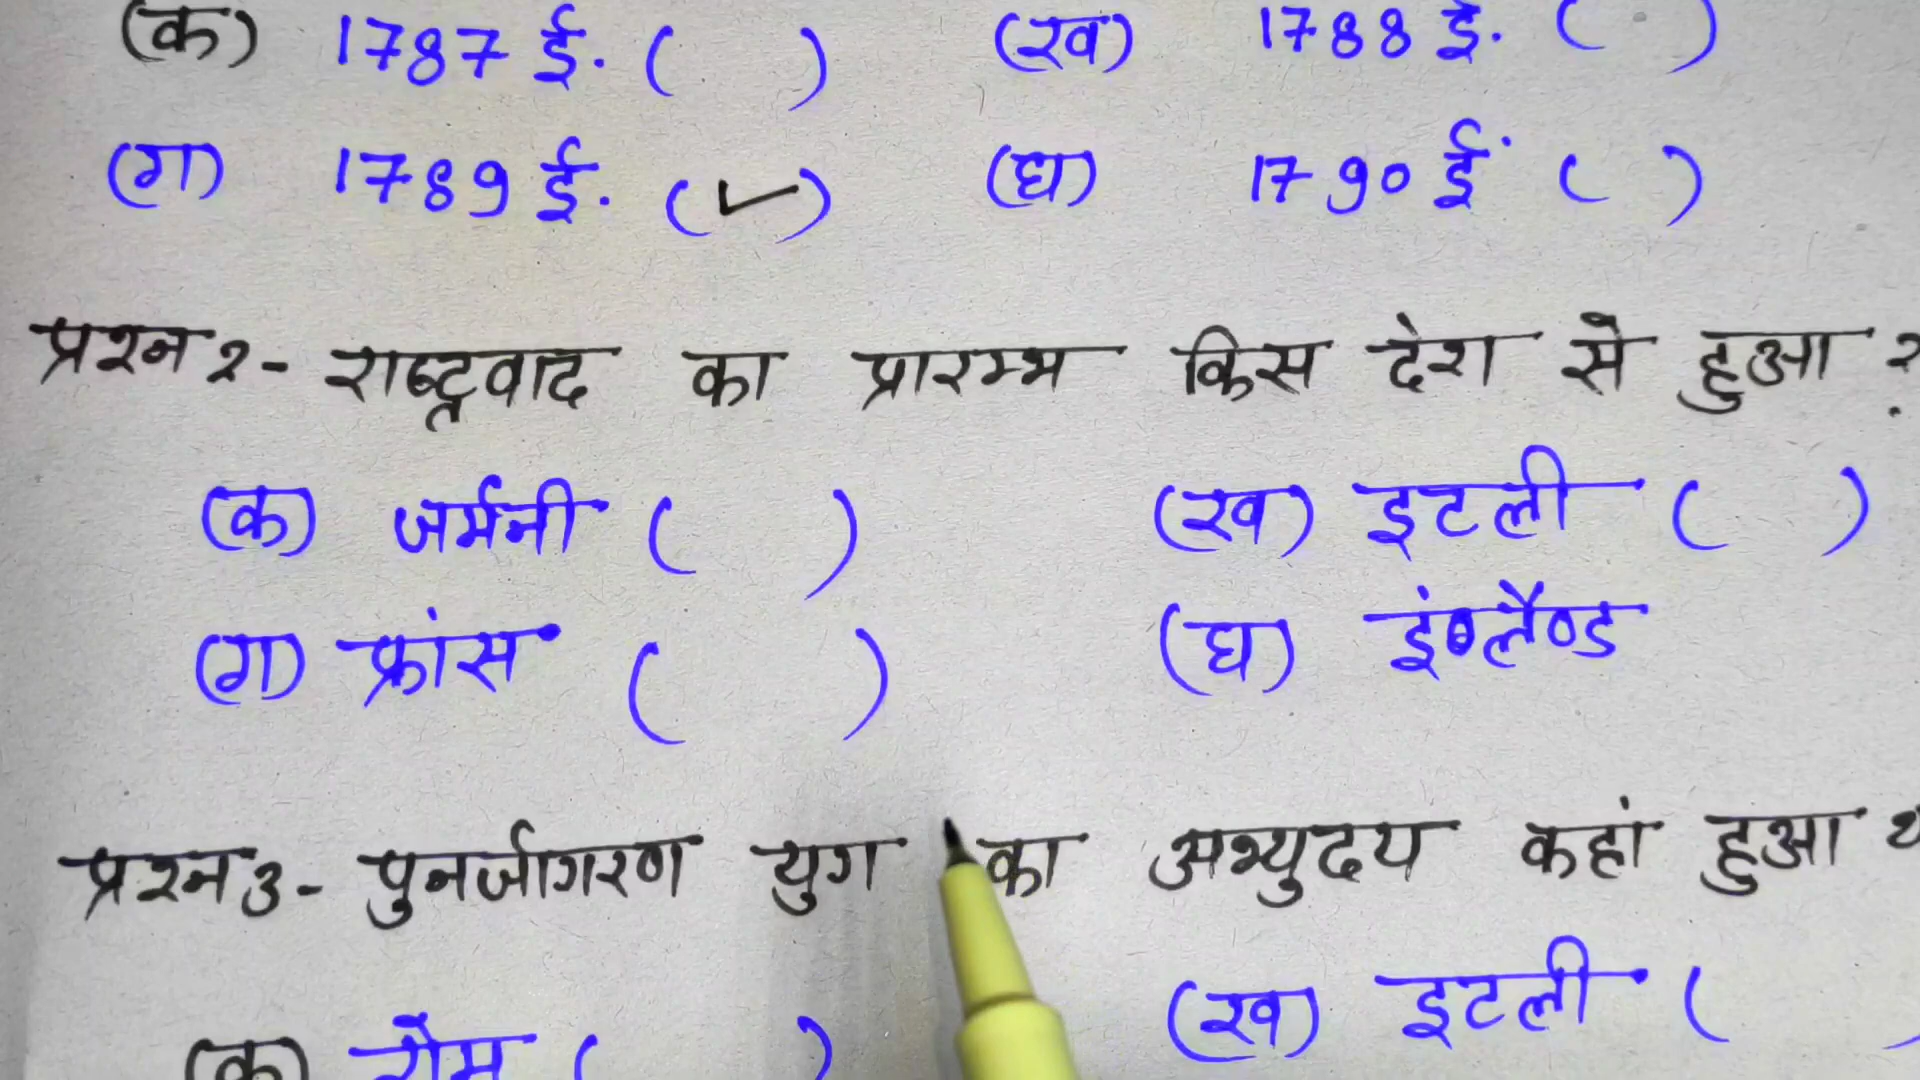 (क) 1787 ई. ( ) (ख) 1788 ई. ( )
(ग) 1789 ई. (✓) (घ) 1790 ई. ( )
प्रश्न 2- राष्ट्रवाद का प्रारम्भ किस देश से हुआ ?
(क) जर्मनी ( ) (ख) इटली ( )
(ग) फ्रांस ( ) (घ) इंग्लैण्ड
प्रश्न 3- पुनर्जागरण युग का अभ्युदय कहां हुआ
(क) रोम ( ) (ख) इटली (